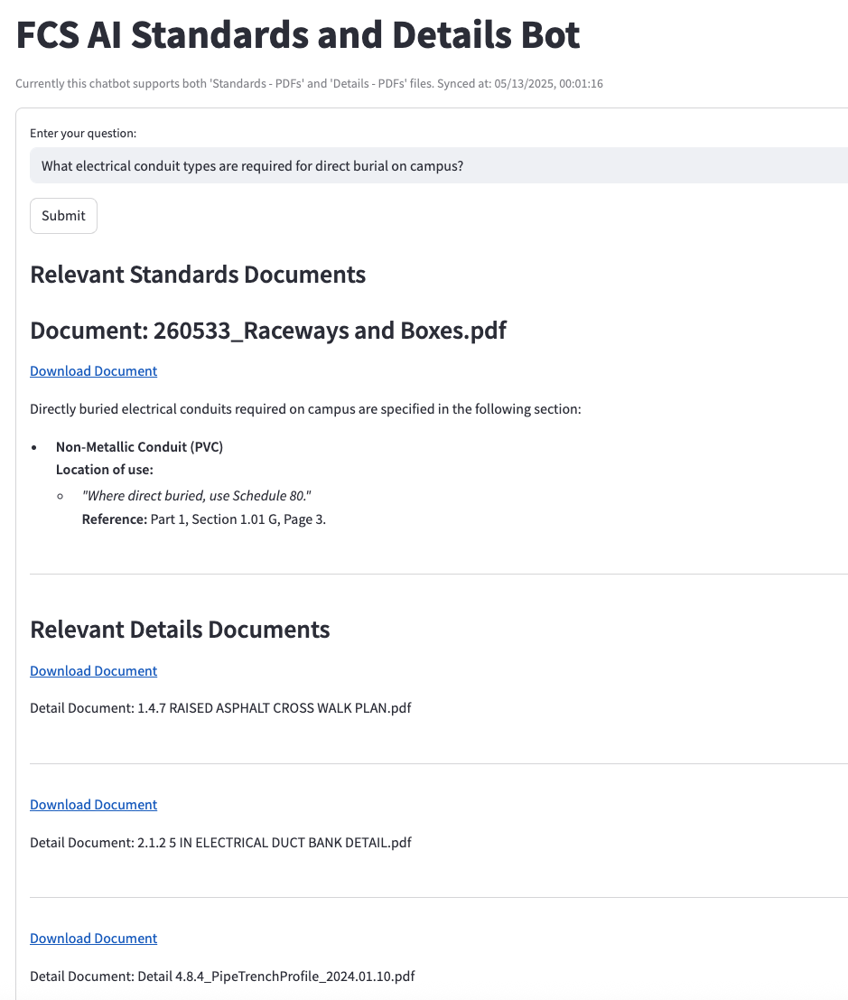 FCS AI Standards and Details Bot
Currently this chatbot supports both 'Standards - PDFs' and 'Details - PDFs' files. Synced at: 05/13/2025, 00:01:16
Enter your question:
What electrical conduit types are required for direct burial on campus?
Submit
Relevant Standards Documents
Document: 260533_Raceways and Boxes.pdf
Download Document
Directly buried electrical conduits required on campus are specified in the following section:
• Non-Metallic Conduit (PVC)
Location of use:
◦ "Where direct buried, use Schedule 80."
Reference: Part 1, Section 1.01 G, Page 3.
Relevant Details Documents
Download Document
Detail Document: 1.4.7 RAISED ASPHALT CROSS WALK PLAN.pdf
Download Document
Detail Document: 2.1.2 5 IN ELECTRICAL DUCT BANK DETAIL.pdf
Download Document
Detail Document: Detail 4.8.4_PipeTrenchProfile_2024.01.10.pdf